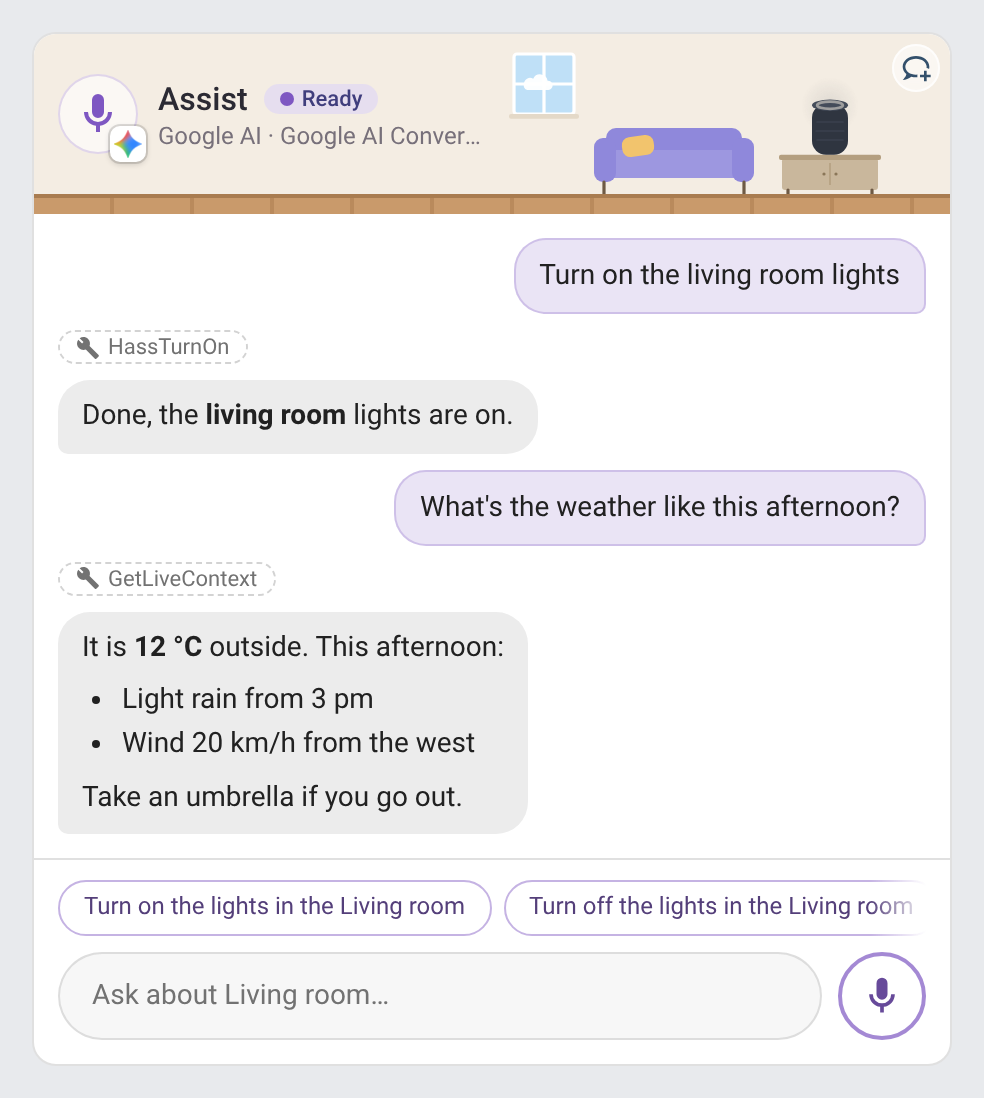 Assist
Ready
Google AI · Google AI Conver…
Turn on the living room lights
HassTurnOn
Done, the living room lights are on.
What's the weather like this afternoon?
GetLiveContext
It is 12 °C outside. This afternoon:
• Light rain from 3 pm
• Wind 20 km/h from the west
Take an umbrella if you go out.
Turn on the lights in the Living room
Turn off the lights in the Living room
Ask about Living room…